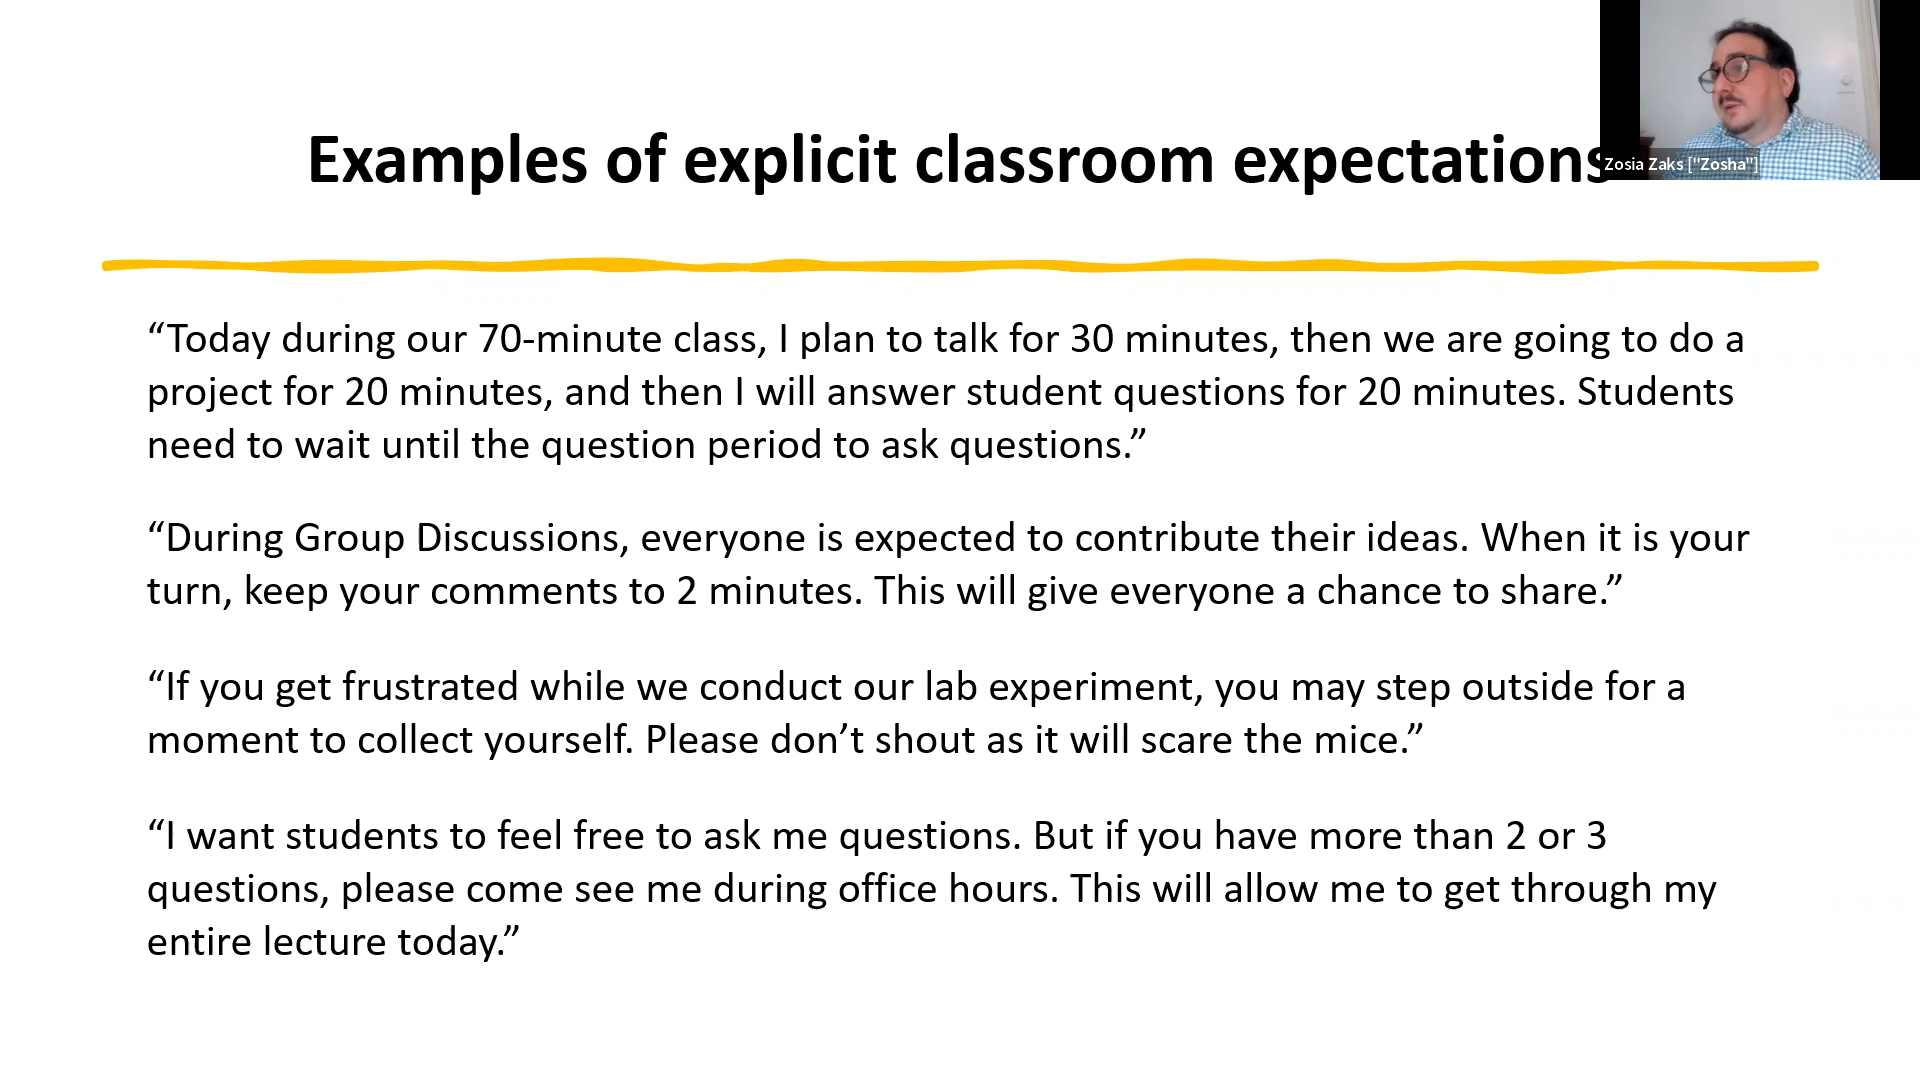 Examples of explicit classroom expectations
Zosia Zaks ["Zosha"]
“Today during our 70-minute class, I plan to talk for 30 minutes, then we are going to do a
project for 20 minutes, and then I will answer student questions for 20 minutes. Students
need to wait until the question period to ask questions.”
“During Group Discussions, everyone is expected to contribute their ideas. When it is your
turn, keep your comments to 2 minutes. This will give everyone a chance to share.”
“If you get frustrated while we conduct our lab experiment, you may step outside for a
moment to collect yourself. Please don’t shout as it will scare the mice.”
“I want students to feel free to ask me questions. But if you have more than 2 or 3
questions, please come see me during office hours. This will allow me to get through my
entire lecture today.”